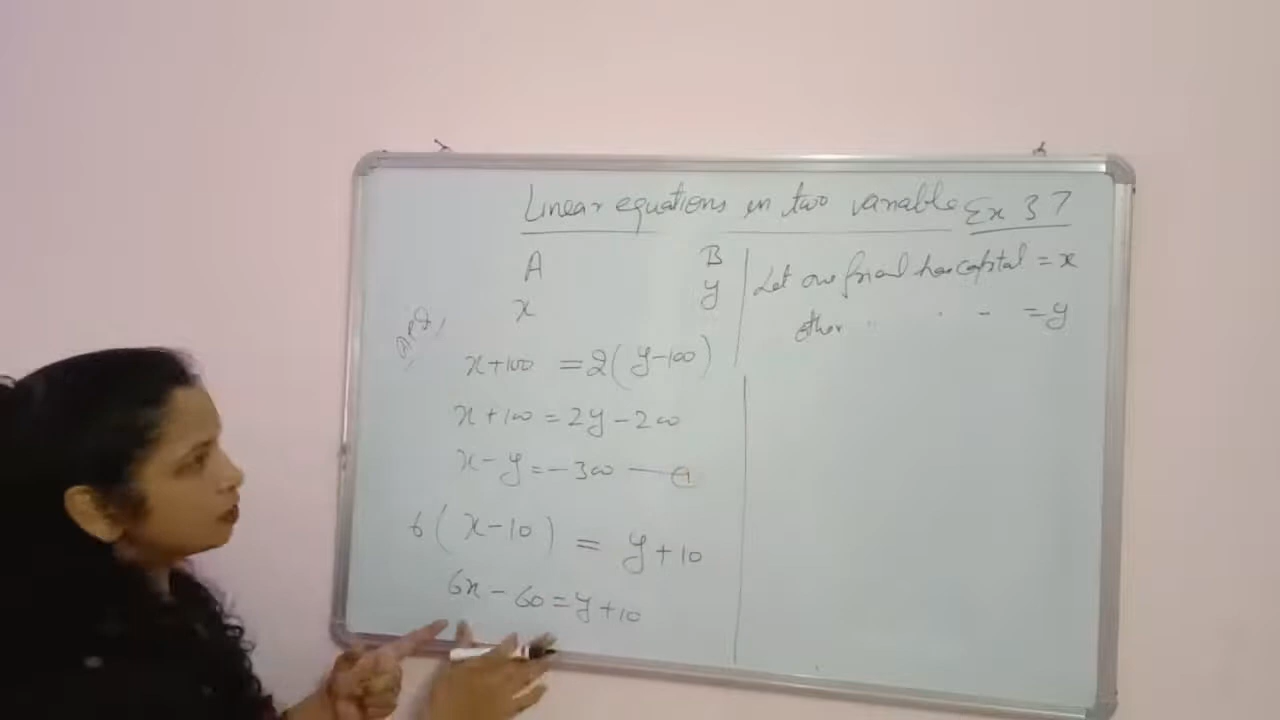 Linear equations in two variable Ex 3 7
A B
x y
x+100 = 2(y-100)
x+100 = 2y-200
x-y=-300
6(x-10) = y+10
6x-60=y+10
Let one friend has capital = x
other " - - = y